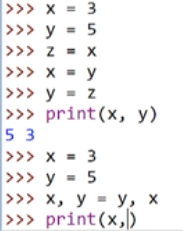 >>> x = 3
>>> y = 5
>>> z = x
>>> x = y
>>> y = z
>>> print(x, y)
5 3
>>> x = 3
>>> y = 5
>>> x, y = y, x
>>> print(x,)